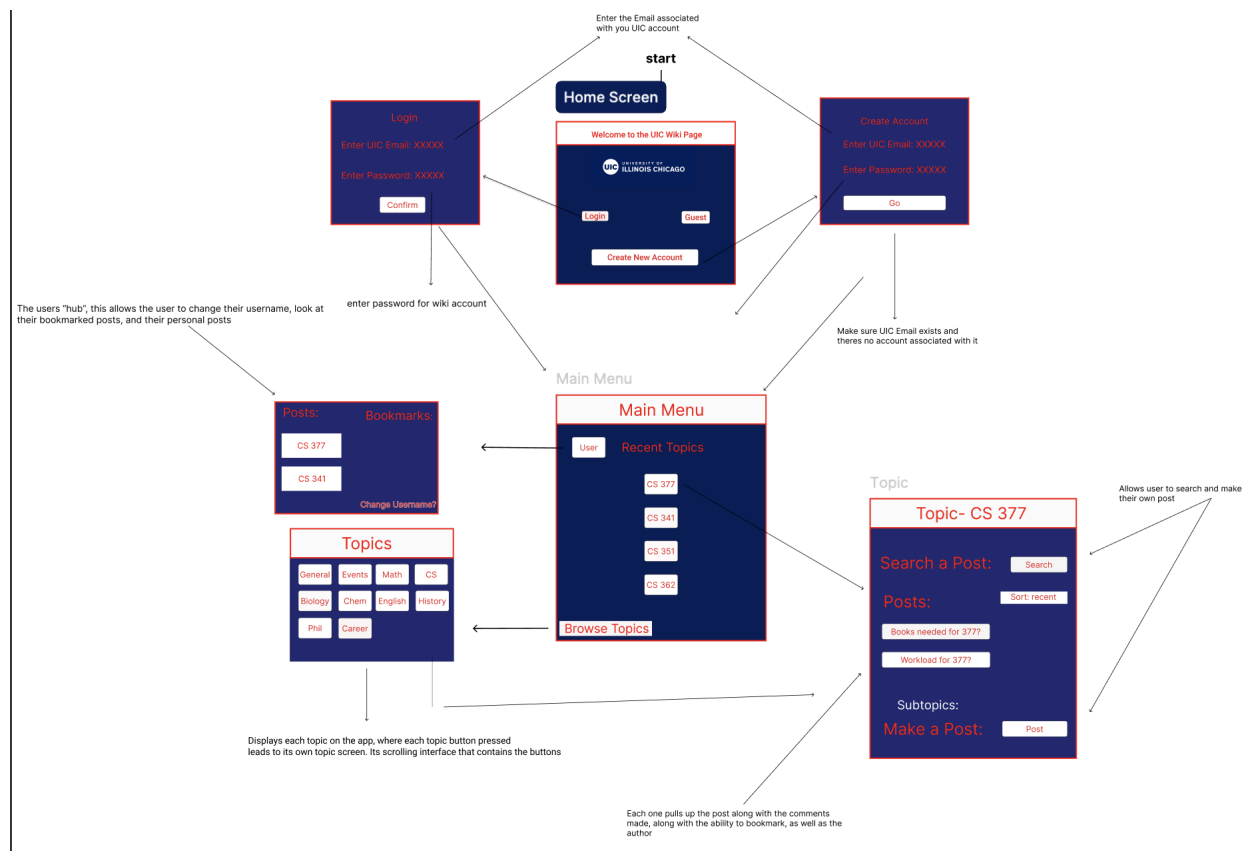 Enter the Email associated
with you UIC account
start
Home Screen
Login
Enter UIC Email: XXXXX
Enter Password: XXXXX
Confirm
Welcome to the UIC Wiki Page
UIC
UNIVERSITY OF
ILLINOIS CHICAGO
Login
Guest
Create New Account
Create Account
Enter UIC Email: XXXXX
Enter Password; XXXXX
Go
The users "hub", this allows the user to change their username, look at
their bookmarked posts, and their personal posts
enter password for wiki account
Make sure UIC Email exists and
theres no account associated with it
Main Menu
Main Menu
User
Recent Topics
CS 377
CS 341
CS 351
CS 362
Browse Topics
Posts:
Bookmarks:
CS 377
CS 341
Change Username?
Topics
General
Events
Math
CS
Biology
Chem
English
History
Phil
Career
Topic
Topic- CS 377
Search a Post:
Search
Posts:
Sort: recent
Books needed for 377?
Workload for 377?
Subtopics:
Make a Post:
Post
Allows user to search and make
their own post
Displays each topic on the app, where each topic button pressed
leads to its own topic screen. Its scrolling interface that contains the buttons
Each one pulls up the post along with the comments
made, along with the ability to bookmark, as well as the
author